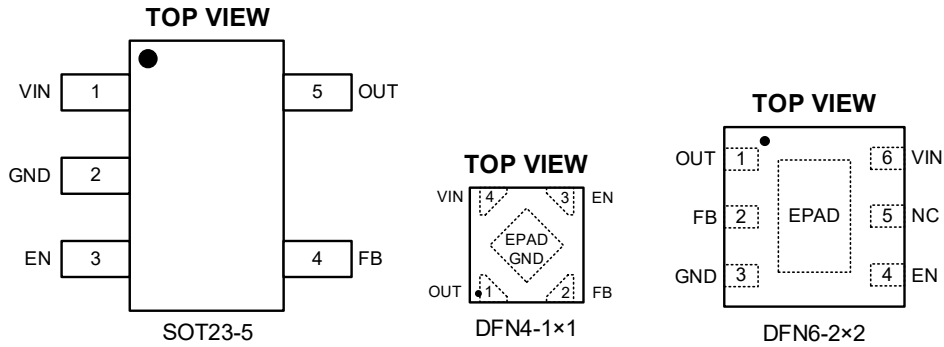 TOP VIEW
VIN 1 5 OUT
GND 2
EN 3 4 FB
SOT23-5
TOP VIEW
VIN 4 3 EN
EPAD
GND
OUT 1 2 FB
DFN4-1×1
TOP VIEW
OUT 1 6 VIN
FB 2 EPAD 5 NC
GND 3 4 EN
DFN6-2×2